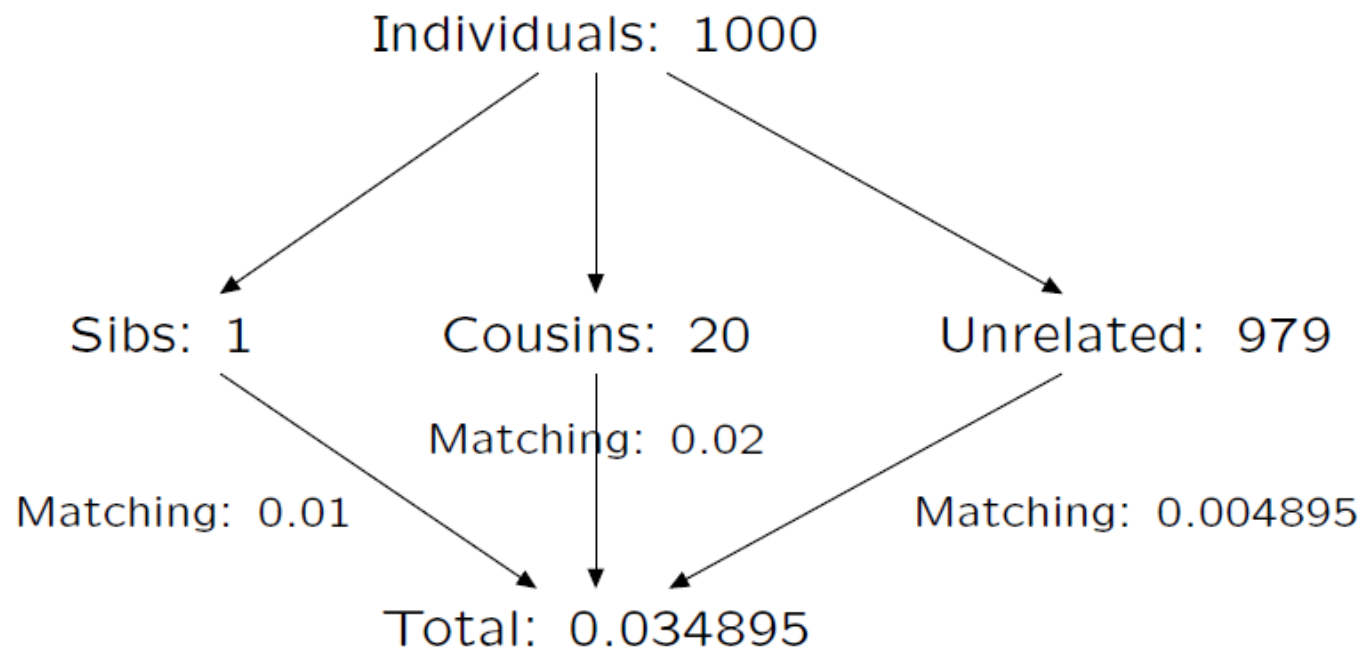 Individuals: 1000
Sibs: 1
Cousins: 20
Unrelated: 979
Matching: 0.02
Matching: 0.01
Matching: 0.004895
Total: 0.034895